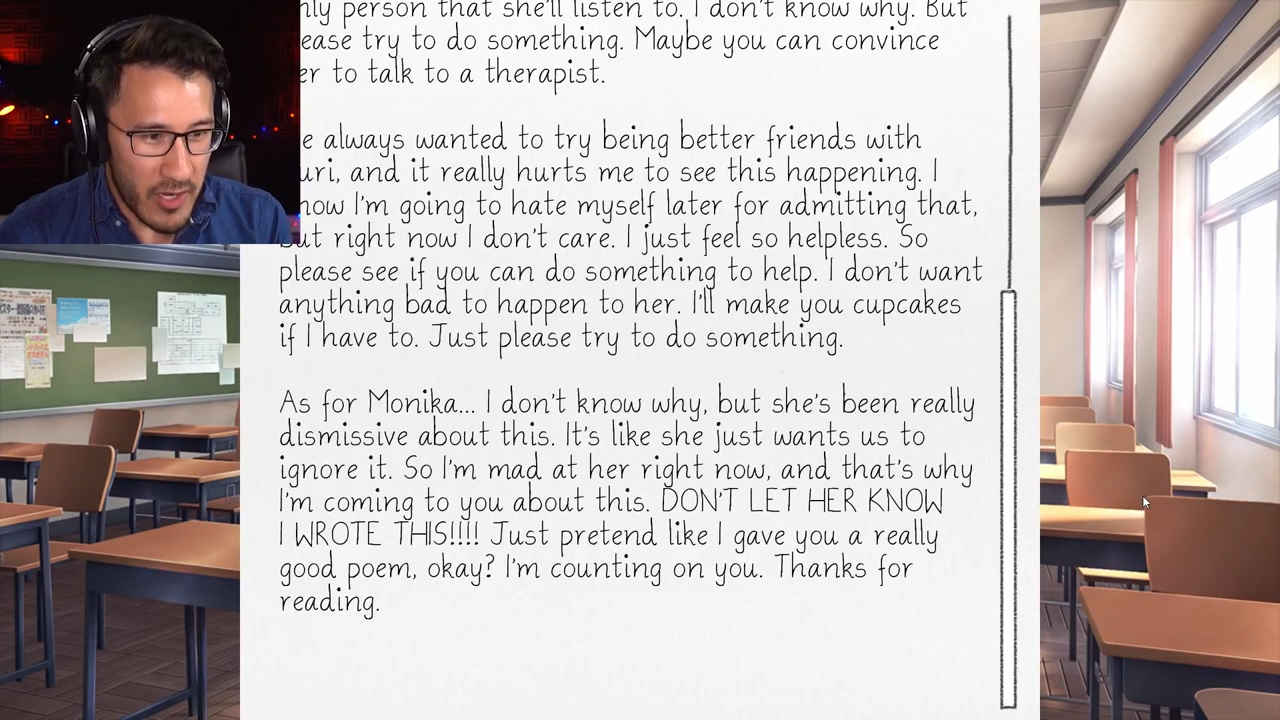 person that she'll listen to. I don't know why. But
try to do something. Maybe you can convince
to talk to a therapist.
always wanted to try being better friends with
and it really hurts me to see this happening. I
I'm going to hate myself later for admitting that,
but right now I don't care. I just feel so helpless. So
please see if you can do something to help. I don't want
anything bad to happen to her. I'll make you cupcakes
if I have to. Just please try to do something.
As for Monika... I don't know why, but she's been really
dismissive about this. It's like she just wants us to
ignore it. So I'm mad at her right now, and that's why
I'm coming to you about this. DON'T LET HER KNOW
I WROTE THIS!!!! Just pretend like I gave you a really
good poem, okay? I'm counting on you. Thanks for
reading.